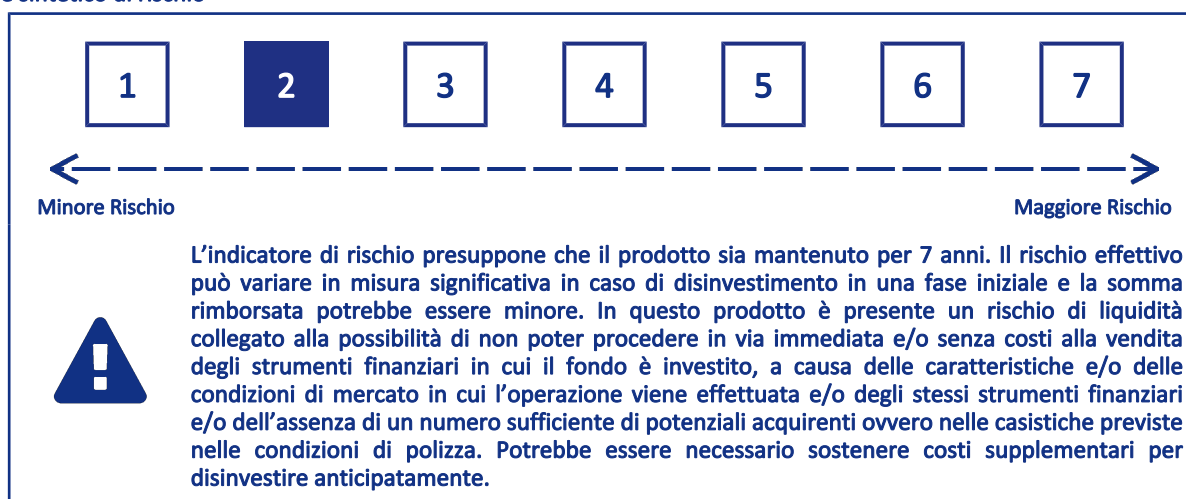 sintetico di rischio
1 2 3 4 5 6 7
Minore Rischio Maggiore Rischio
L'indicatore di rischio presuppone che il prodotto sia mantenuto per 7 anni. Il rischio effettivo
può variare in misura significativa in caso di disinvestimento in una fase iniziale e la somma
rimborsata potrebbe essere minore. In questo prodotto è presente un rischio di liquidità
collegato alla possibilità di non poter procedere in via immediata e/o senza costi alla vendita
degli strumenti finanziari in cui il fondo è investito, a causa delle caratteristiche e/o delle
condizioni di mercato in cui l'operazione viene effettuata e/o degli stessi strumenti finanziari
e/o dell'assenza di un numero sufficiente di potenziali acquirenti ovvero nelle casistiche previste
nelle condizioni di polizza. Potrebbe essere necessario sostenere costi supplementari per
disinvestire anticipatamente.